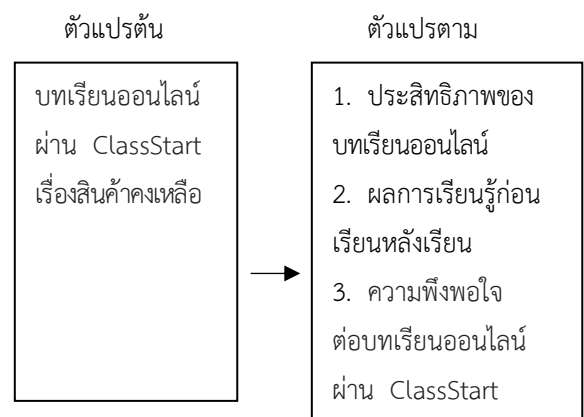 ตัวแปรต้น
บทเรียนออนไลน์
ผ่าน ClassStart
เรื่องสินค้าคงเหลือ
ตัวแปรตาม
1. ประสิทธิภาพของ
บทเรียนออนไลน์
2. ผลการเรียนรู้ก่อน
เรียนหลังเรียน
3. ความพึงพอใจ
ต่อบทเรียนออนไลน์
ผ่าน ClassStart